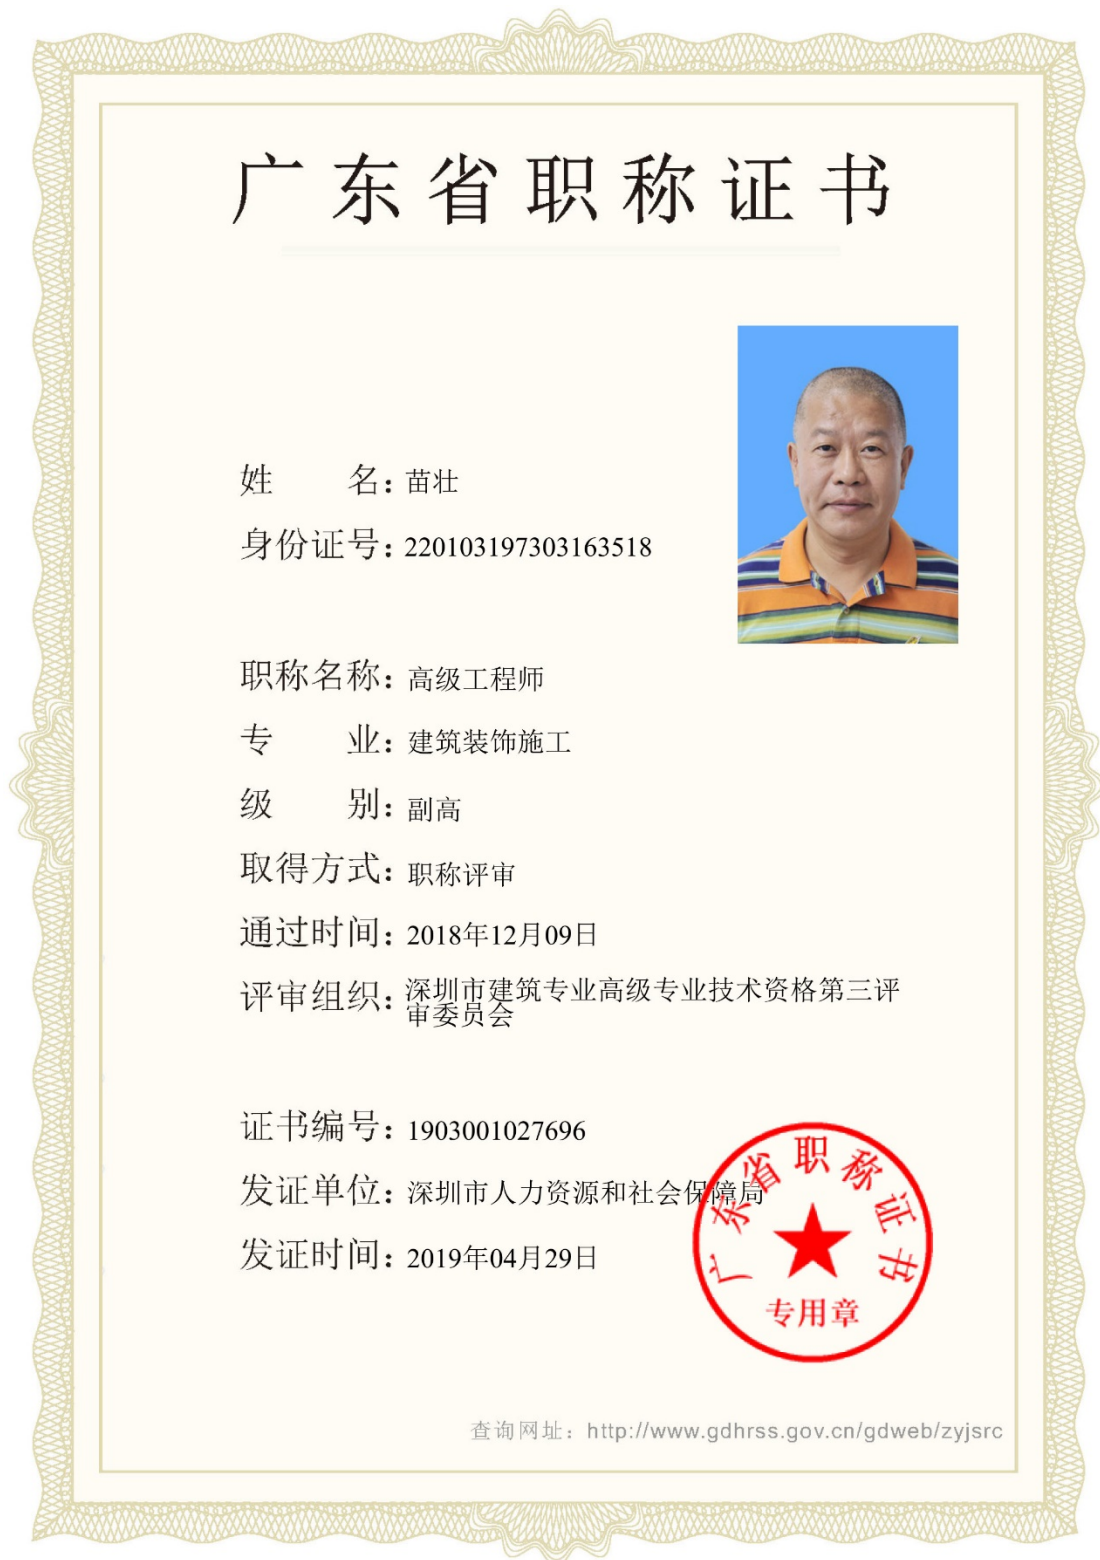 广东省职称证书
姓名：苗壮
身份证号：220103197303163518
职称名称：高级工程师
专业：建筑装饰施工
级别：副高
取得方式：职称评审
通过时间：2018年12月09日
评审组织：深圳市建筑专业高级专业技术资格第三评
审委员会
证书编号：1903001027696
发证单位：深圳市人力资源和社会保障局
发证时间：2019年04月29日
广东省职称证书
专用章
查询网址：http://www.gdhrss.gov.cn/gdweb/zyjsrc